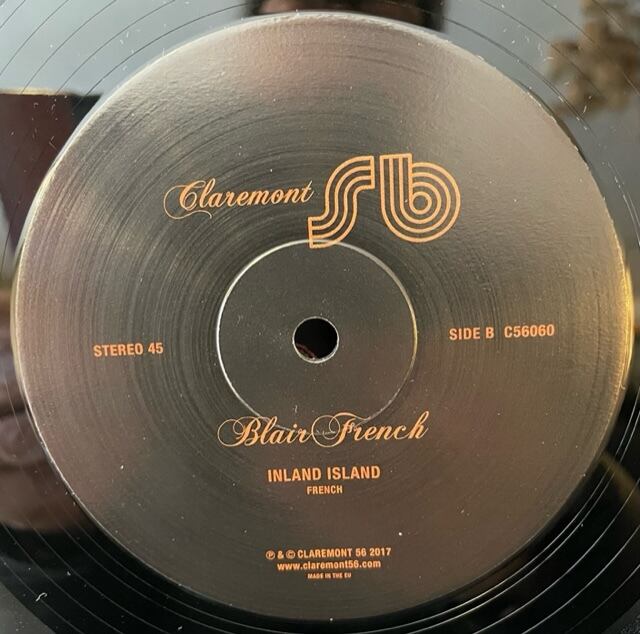 Claremont 56
STEREO 45
SIDE B C56060
Blair French
INLAND ISLAND
FRENCH
℗ & © CLAREMONT 56 2017
www.claremont56.com
MADE IN THE EU